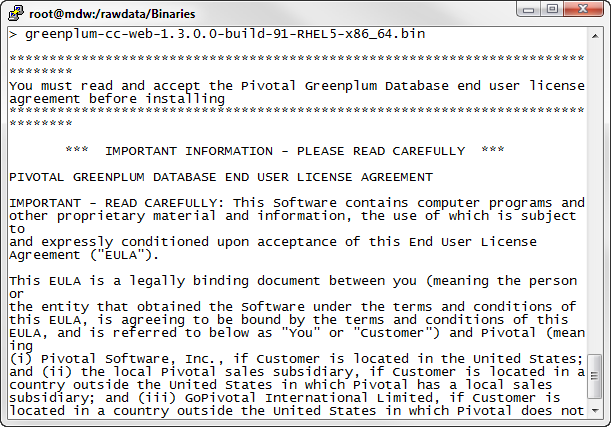 root@mdw:/rawdata/Binaries
> greenplum-cc-web-1.3.0.0-build-91-RHEL5-x86_64.bin
*************************************************************************
********
You must read and accept the Pivotal Greenplum Database end user license
agreement before installing
*************************************************************************
********
*** IMPORTANT INFORMATION - PLEASE READ CAREFULLY ***
PIVOTAL GREENPLUM DATABASE END USER LICENSE AGREEMENT
IMPORTANT - READ CAREFULLY: This Software contains computer programs and
other proprietary material and information, the use of which is subject
to
and expressly conditioned upon acceptance of this End User License
Agreement ("EULA").
This EULA is a legally binding document between you (meaning the person
or
the entity that obtained the Software under the terms and conditions of
this EULA, is agreeing to be bound by the terms and conditions of this
EULA, and is referred to below as "You" or "Customer") and Pivotal (mean
ing
(i) Pivotal Software, Inc., if Customer is located in the United States;
and (ii) the local Pivotal sales subsidiary, if Customer is located in a
country outside the United States in which Pivotal has a local sales
subsidiary; and (iii) GoPivotal International Limited, if Customer is
located in a country outside the United States in which Pivotal does not